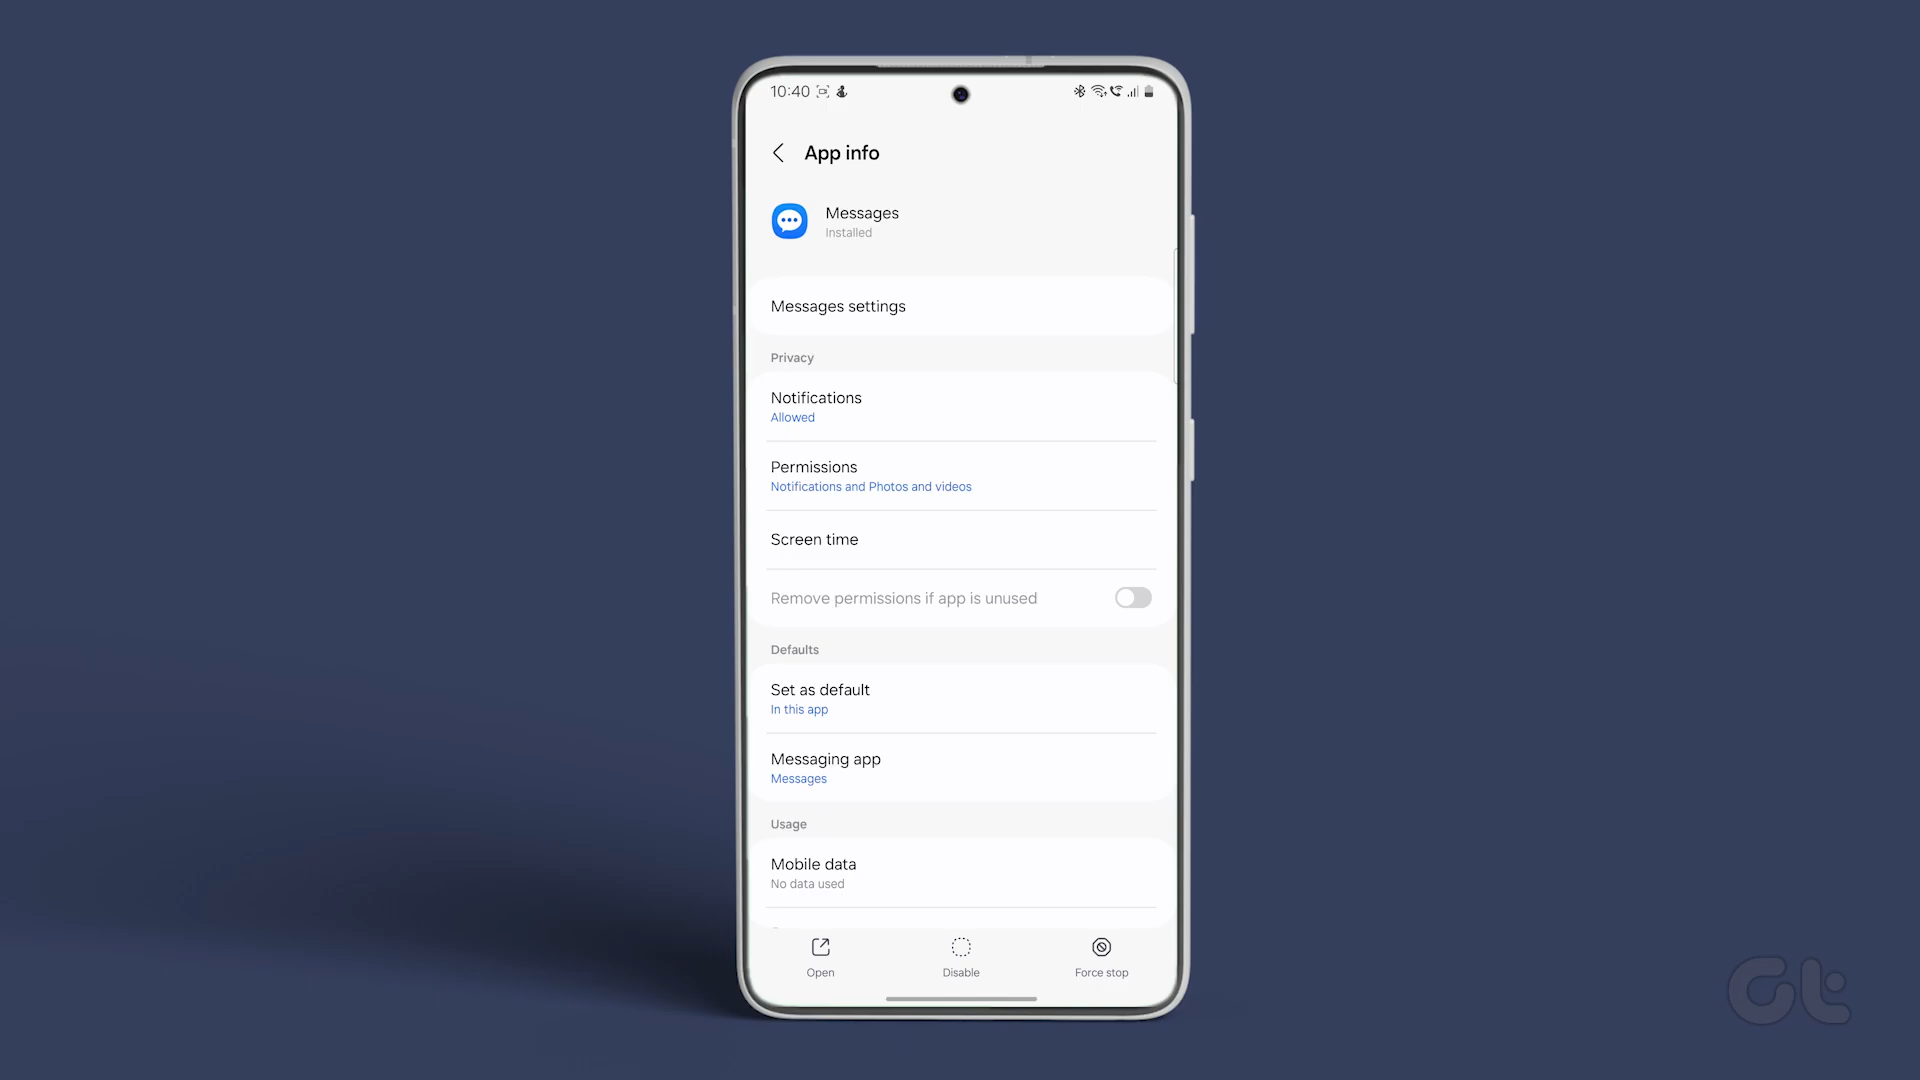 10:40
App info
Messages
Installed
Messages settings
Privacy
Notifications
Allowed
Permissions
Notifications and Photos and videos
Screen time
Remove permissions if app is unused
Defaults
Set as default
In this app
Messaging app
Messages
Usage
Mobile data
No data used
Open
Disable
Force stop
Gt